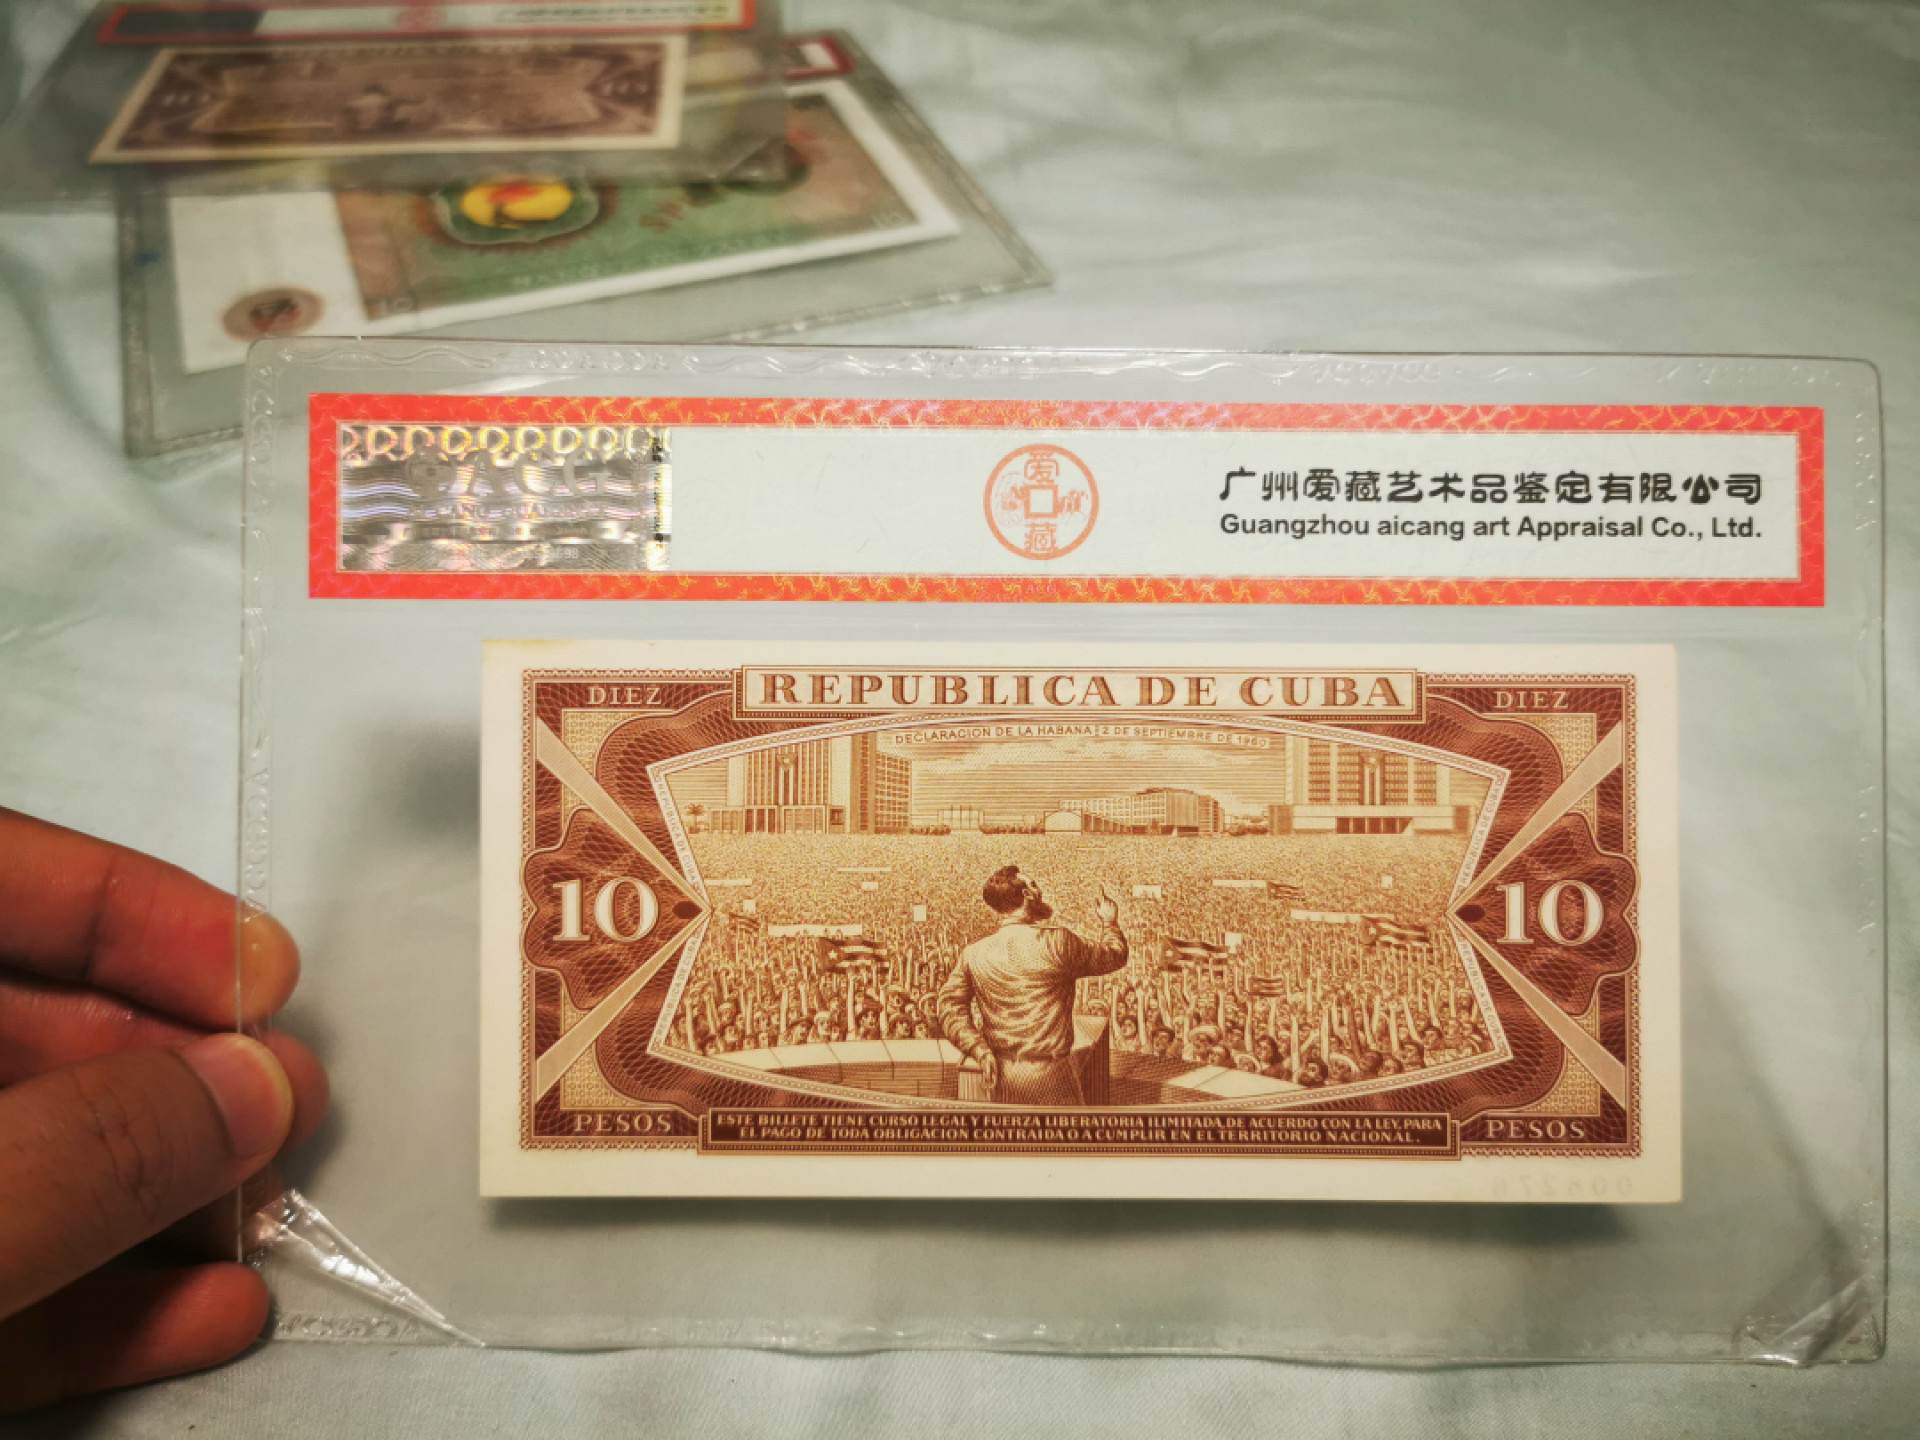 ACG
爱
藏
广州爱藏艺术品鉴定有限公司
Guangzhou aicang art Appraisal Co., Ltd.
DIEZ
REPUBLICA DE CUBA
DIEZ
DECLARACION DE LA HABANA 2 DE SEPTIEMBRE DE 1960
10
10
PESOS
ESTE BILLETE TIENE CURSO LEGAL Y FUERZA LIBERATORIA ILIMITADA, DE ACUERDO CON LA LEY, PARA
EL PAGO DE TODA OBLIGACION CONTRAIDA O A CUMPLIR EN EL TERRITORIO NACIONAL.
PESOS